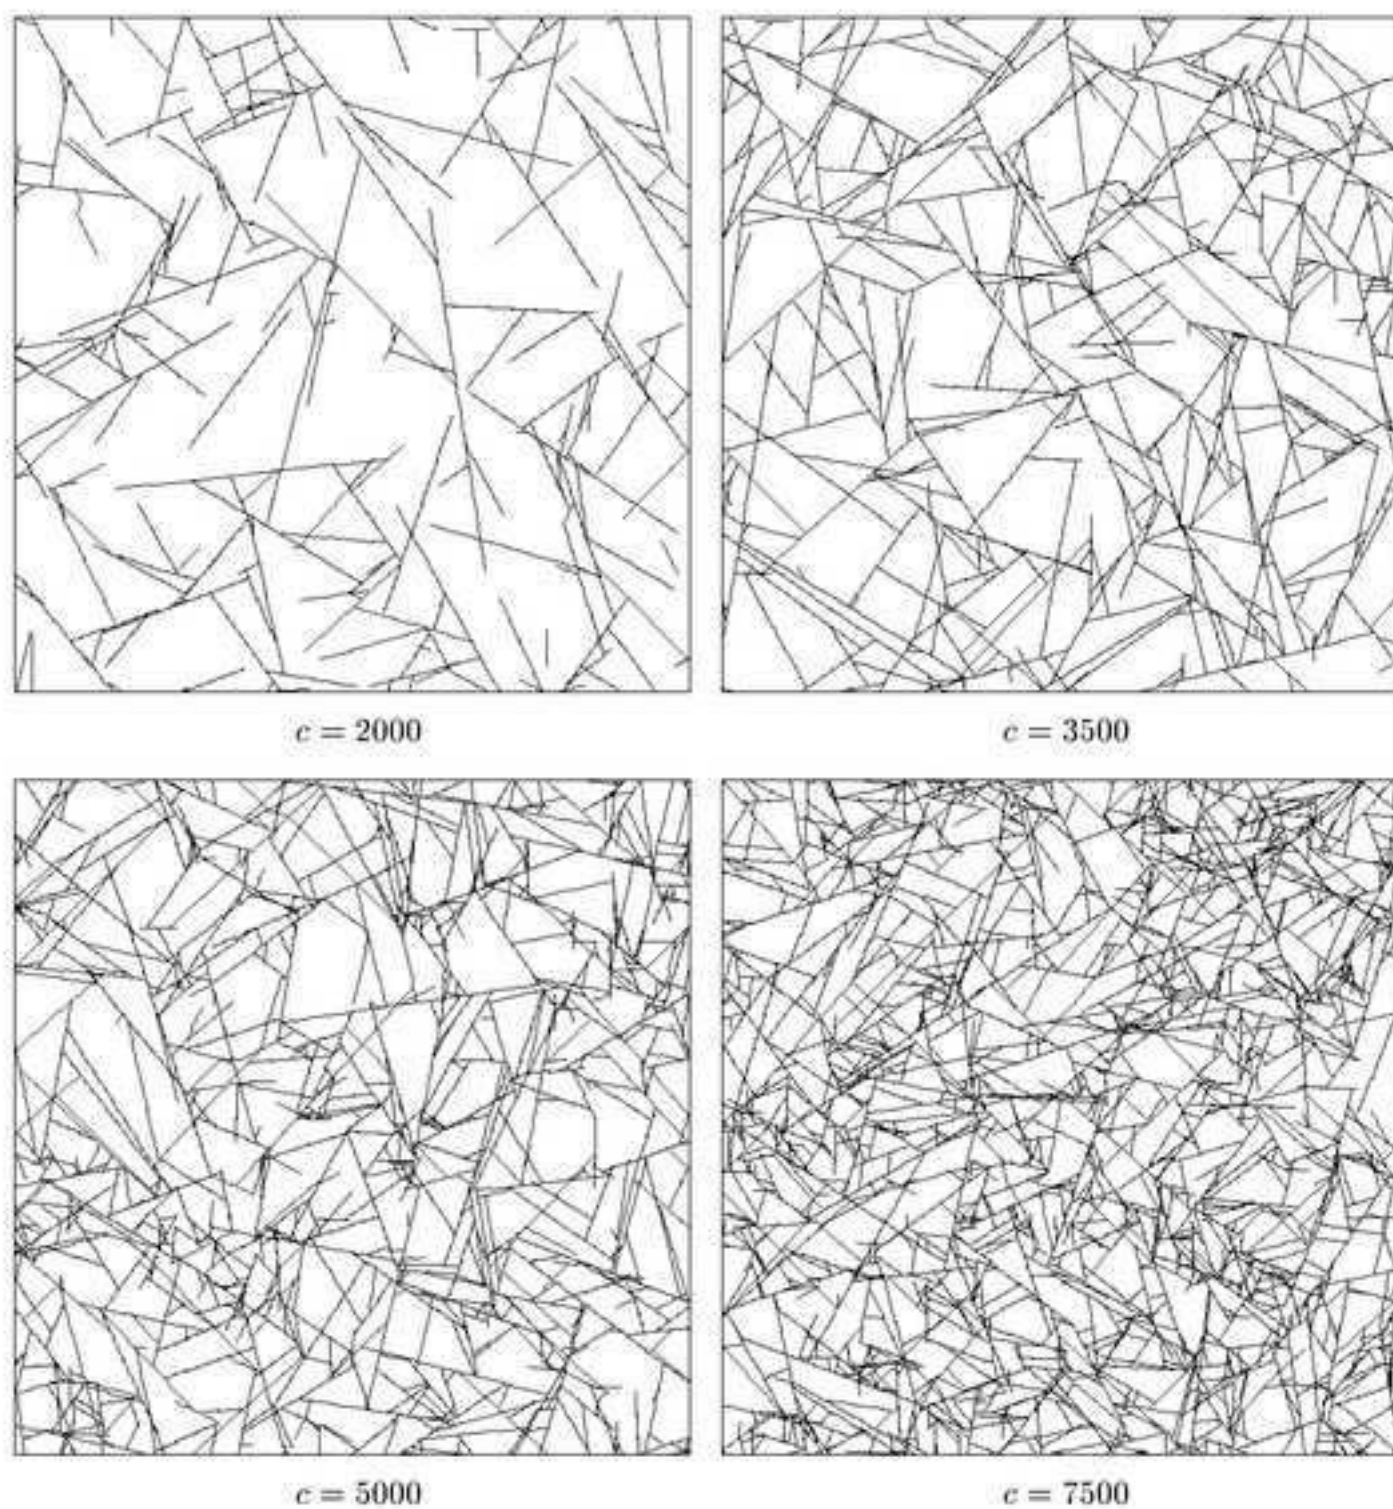 c = 2000
c = 3500
c = 5000
c = 7500